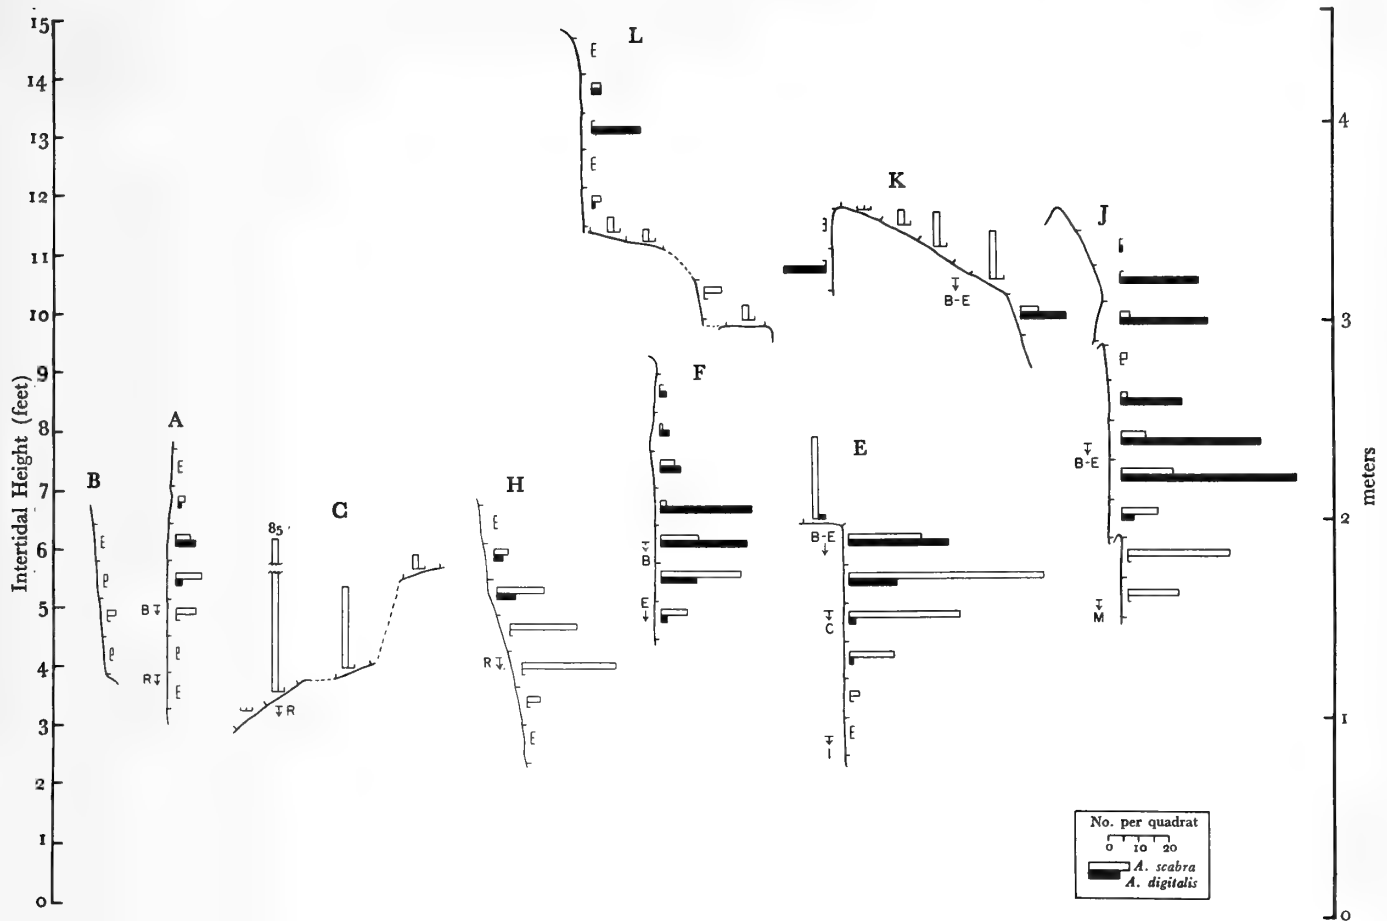 L
K
J
F
A
E
B
H
C
85
B-E
B-E
B-E
B
B
E
R
R
R
C
M
I
Intertidal Height (feet)
15
14
13
12
11
10
9
8
7
6
5
4
3
2
1
0
meters
4
3
2
1
0
No. per quadrat
0 10 20
A. scabra
A. digitalis